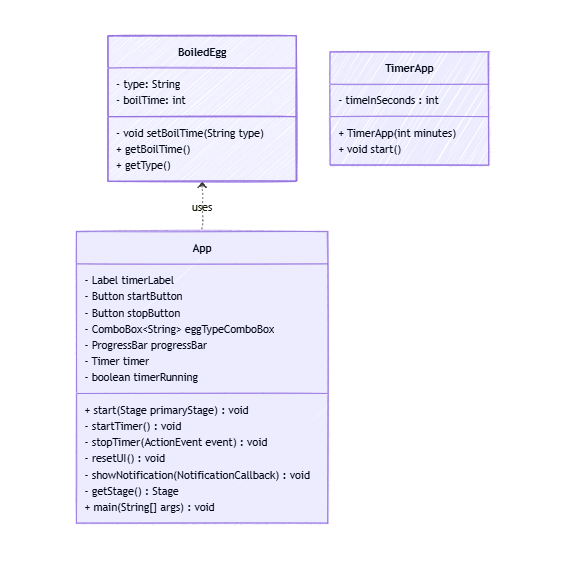 BoiledEgg
- type: String
- boilTime: int
- void setBoilTime(String type)
+ getBoilTime()
+ getType()
TimerApp
- timeInSeconds : int
+ TimerApp(int minutes)
+ void start()
uses
App
- Label timerLabel
- Button startButton
- Button stopButton
- ComboBox<String> eggTypeComboBox
- ProgressBar progressBar
- Timer timer
- boolean timerRunning
+ start(Stage primaryStage) : void
- startTimer() : void
- stopTimer(ActionEvent event) : void
- resetUI() : void
- showNotification(NotificationCallback) : void
- getStage() : Stage
+ main(String[] args) : void